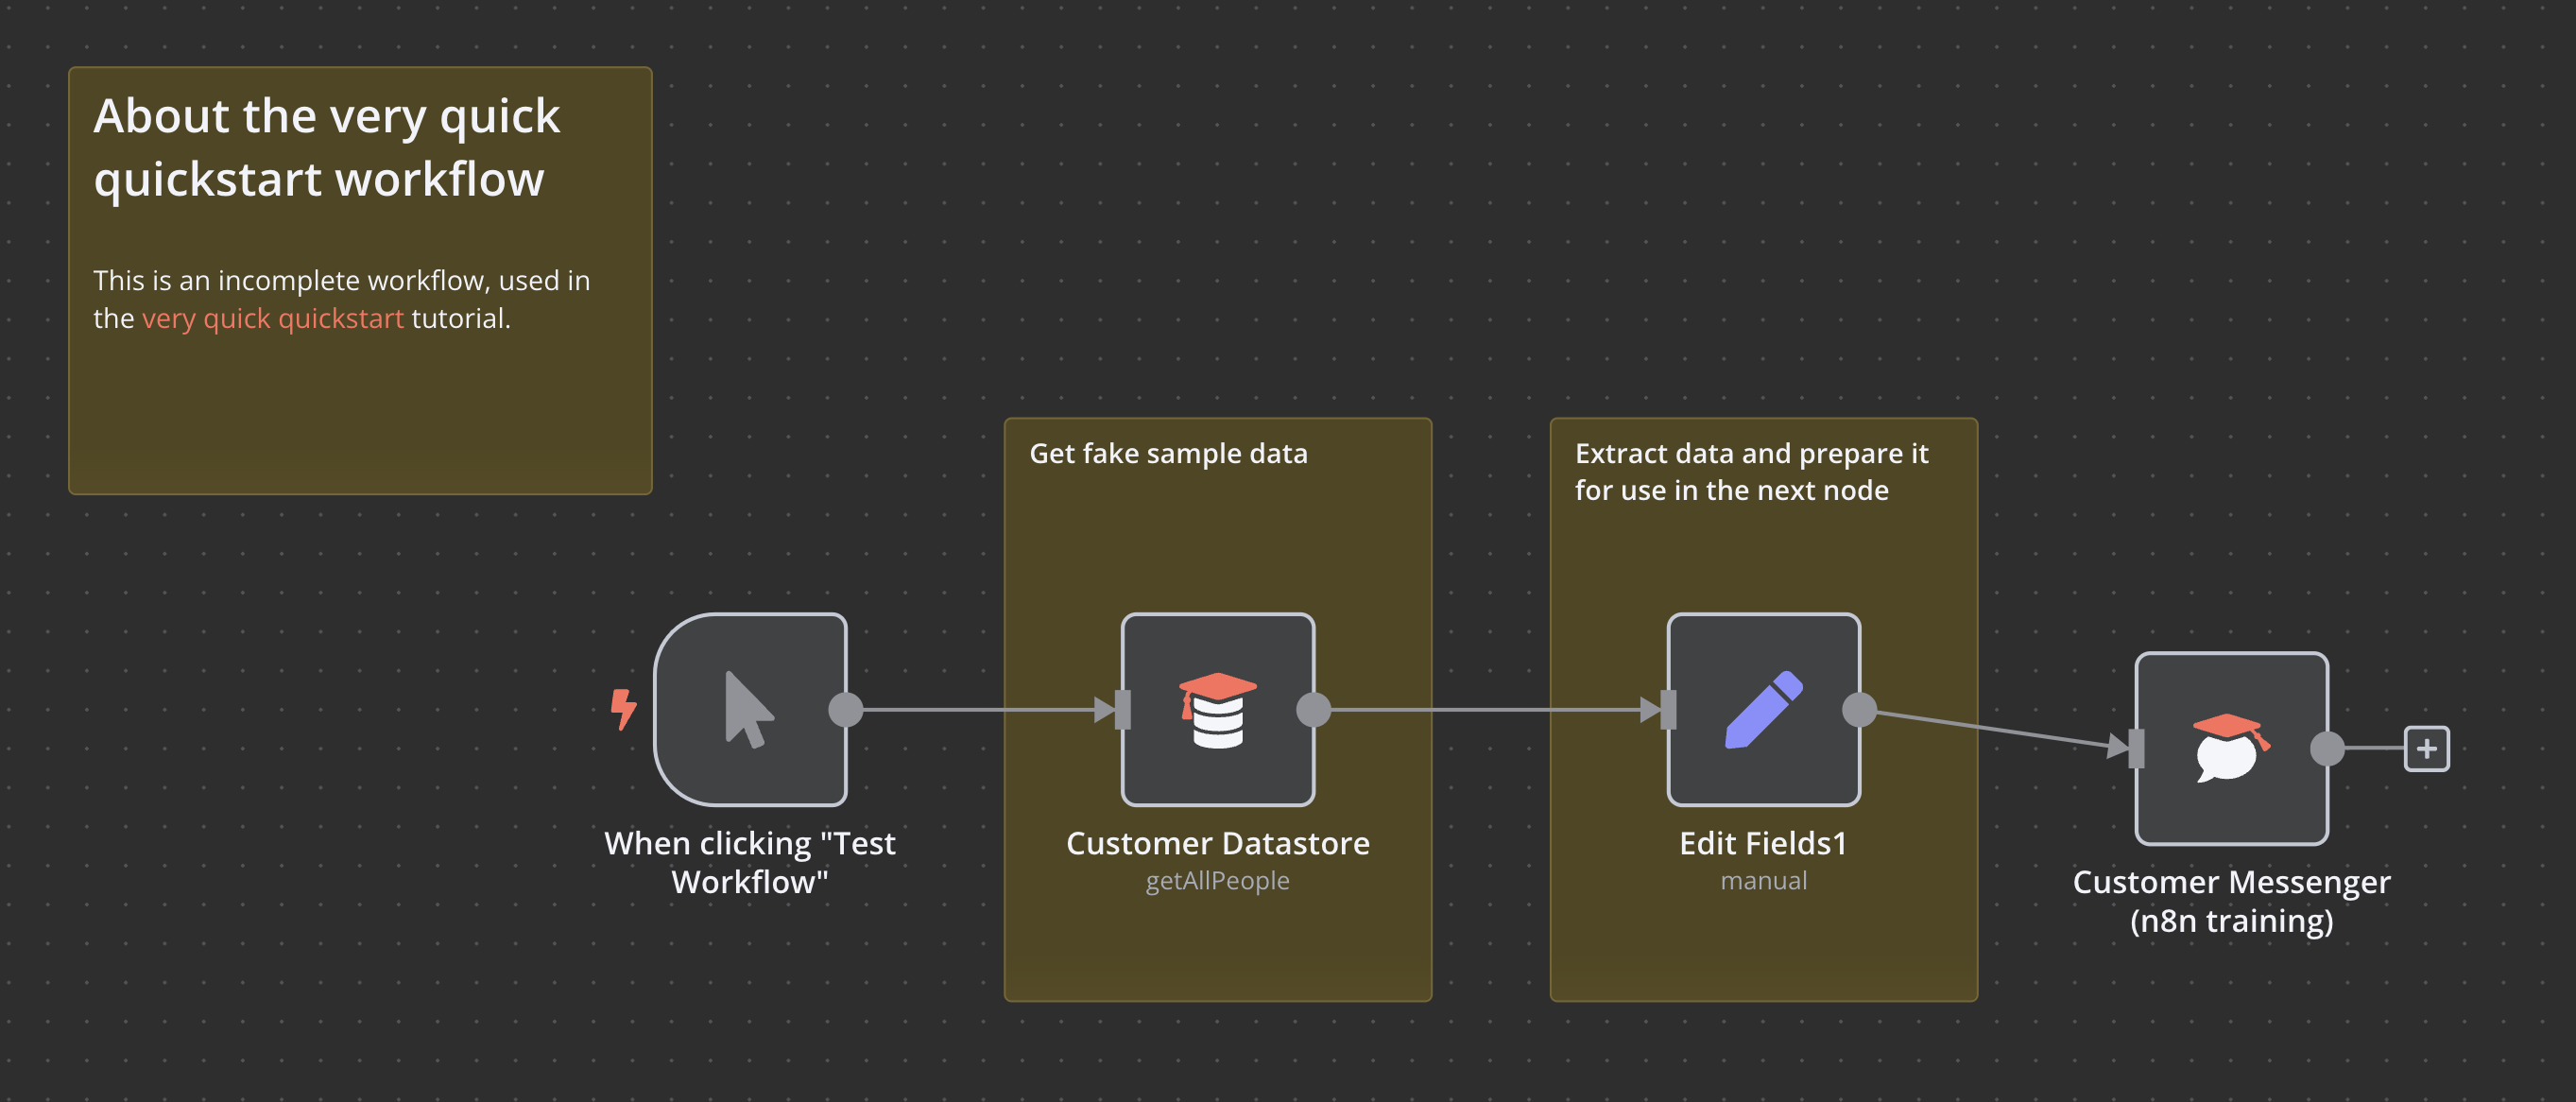 About the very quick
quickstart workflow
This is an incomplete workflow, used in
the very quick quickstart tutorial.
Get fake sample data
Extract data and prepare it
for use in the next node
When clicking "Test
Workflow"
Customer Datastore
getAllPeople
Edit Fields1
manual
Customer Messenger
(n8n training)